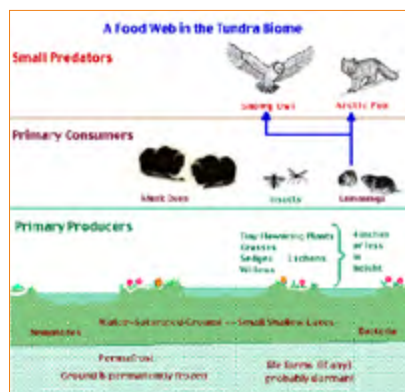 A Food Web in the Tundra Biome
Small Predators
Snowy Owl
Arctic Fox
Primary Consumers
Musk Oxen
Insects
Lemmings
Primary Producers
Tiny Flowering Plants
Grasses
Sedges Lichens
Willows
4 inches
or less
in
height
Nematodes
Water-Saturated Ground --- Small Shallow Lakes
Bacteria
Permafrost
Ground is permanently frozen
life forms (if any)
probably dormant